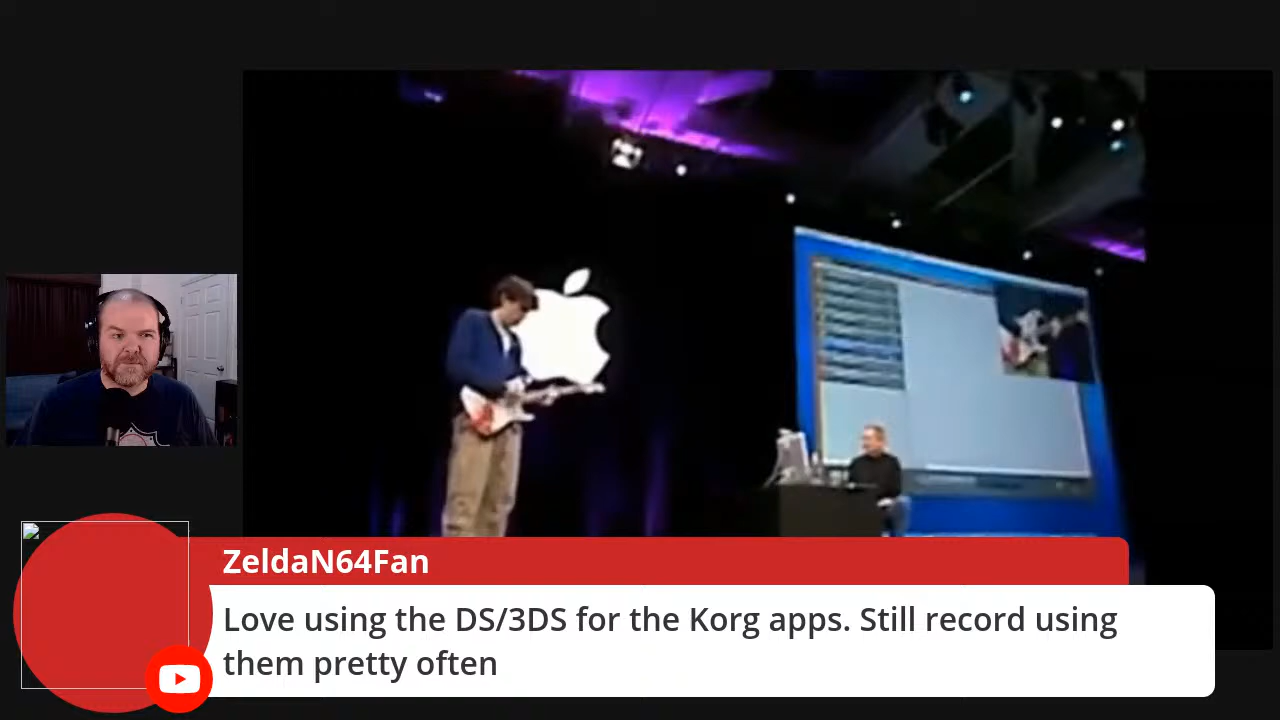 ZeldaN64Fan
Love using the DS/3DS for the Korg apps. Still record using
them pretty often